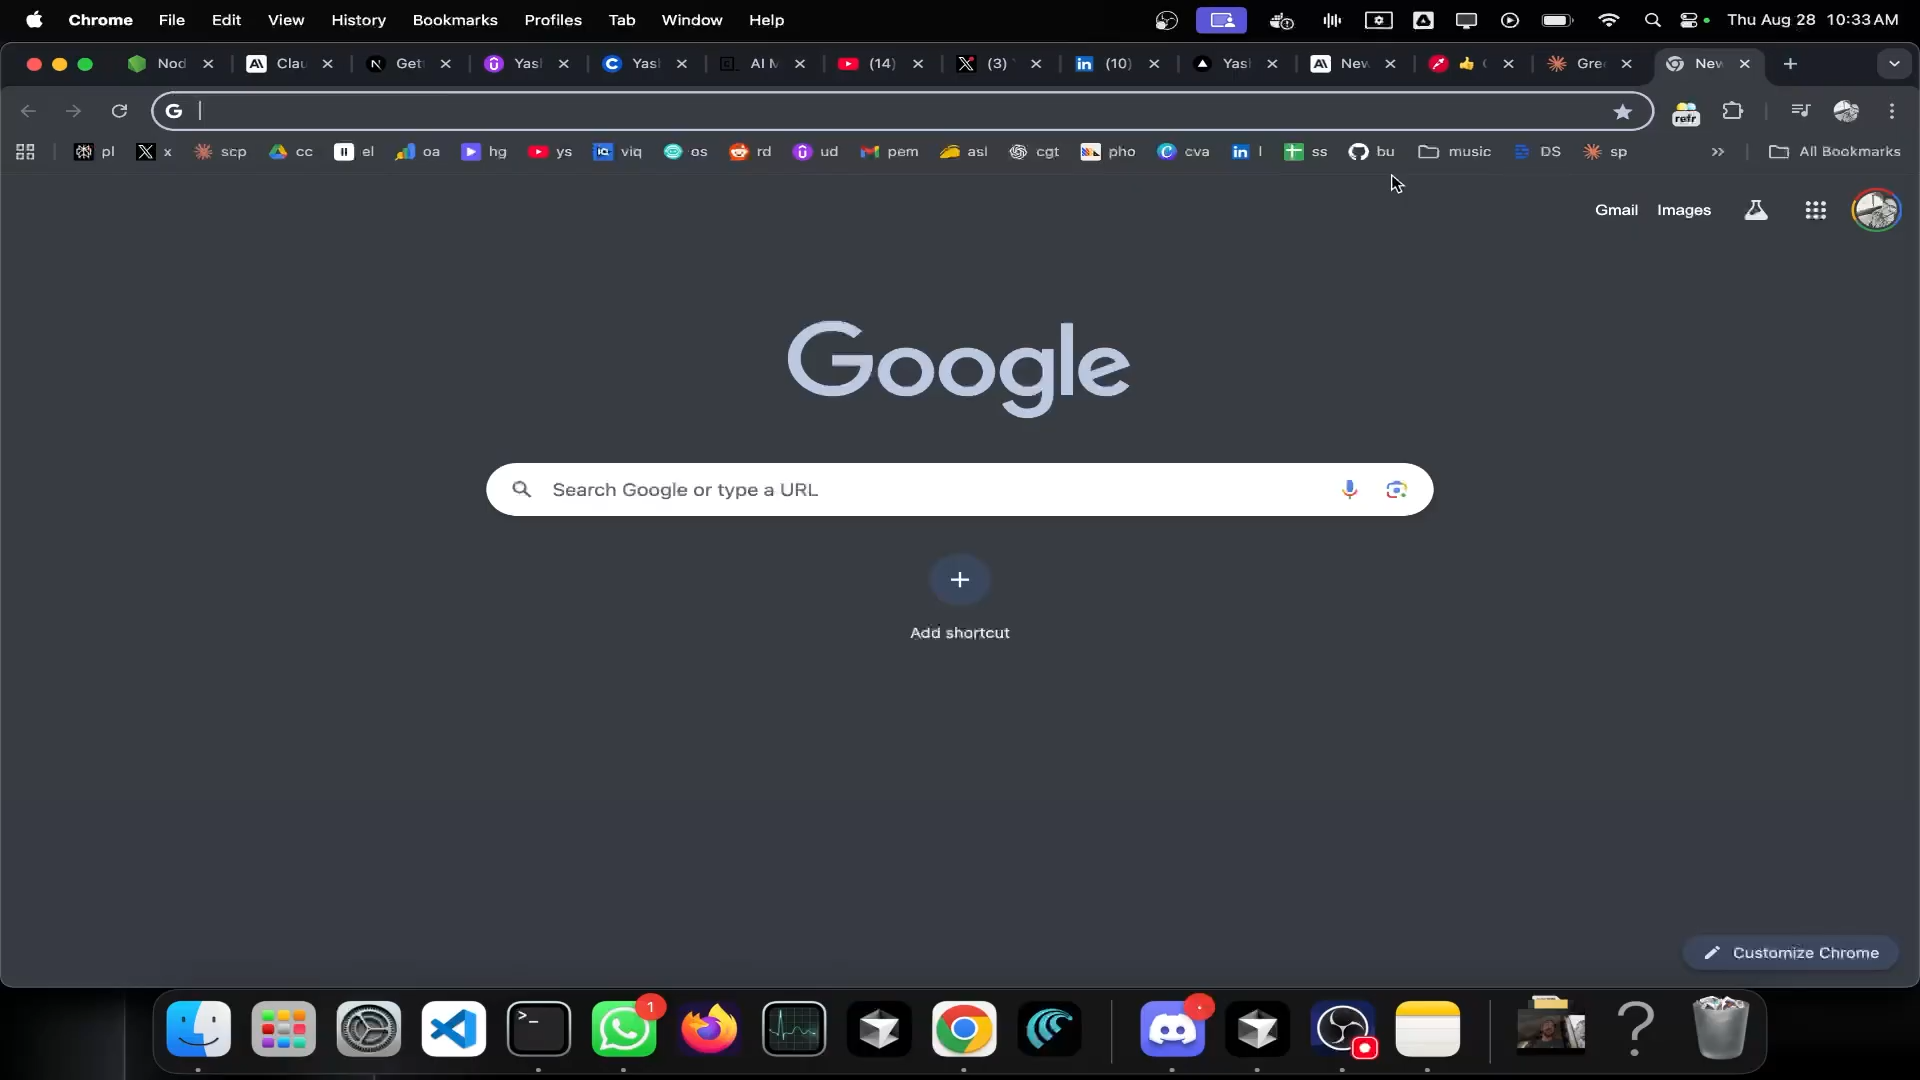 Chrome File Edit View History Bookmarks Profiles Tab Window Help Thu Aug 28 10:33 AM
Nod Clau Get Yasl Yasl AI M (14) (3) (10) Yasl New 👍 Gre New
G
refr
pl x scp cc el oa hg ys viq os rd ud pem asl cgt pho cva l ss bu music DS sp » All Bookmarks
Gmail Images
Google
Search Google or type a URL
Add shortcut
Customize Chrome
1